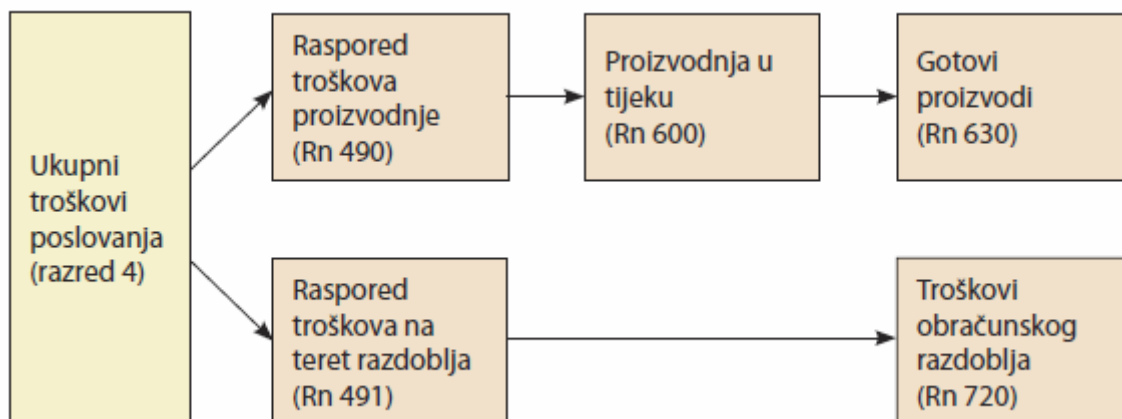 Ukupni
troškovi
poslovanja
(razred 4)
Raspored
troškova
proizvodnje
(Rn 490)
Proizvodnja u
tijeku
(Rn 600)
Gotovi
proizvodi
(Rn 630)
Raspored
troškova na
teret razdoblja
(Rn 491)
Troškovi
obračunskog
razdoblja
(Rn 720)